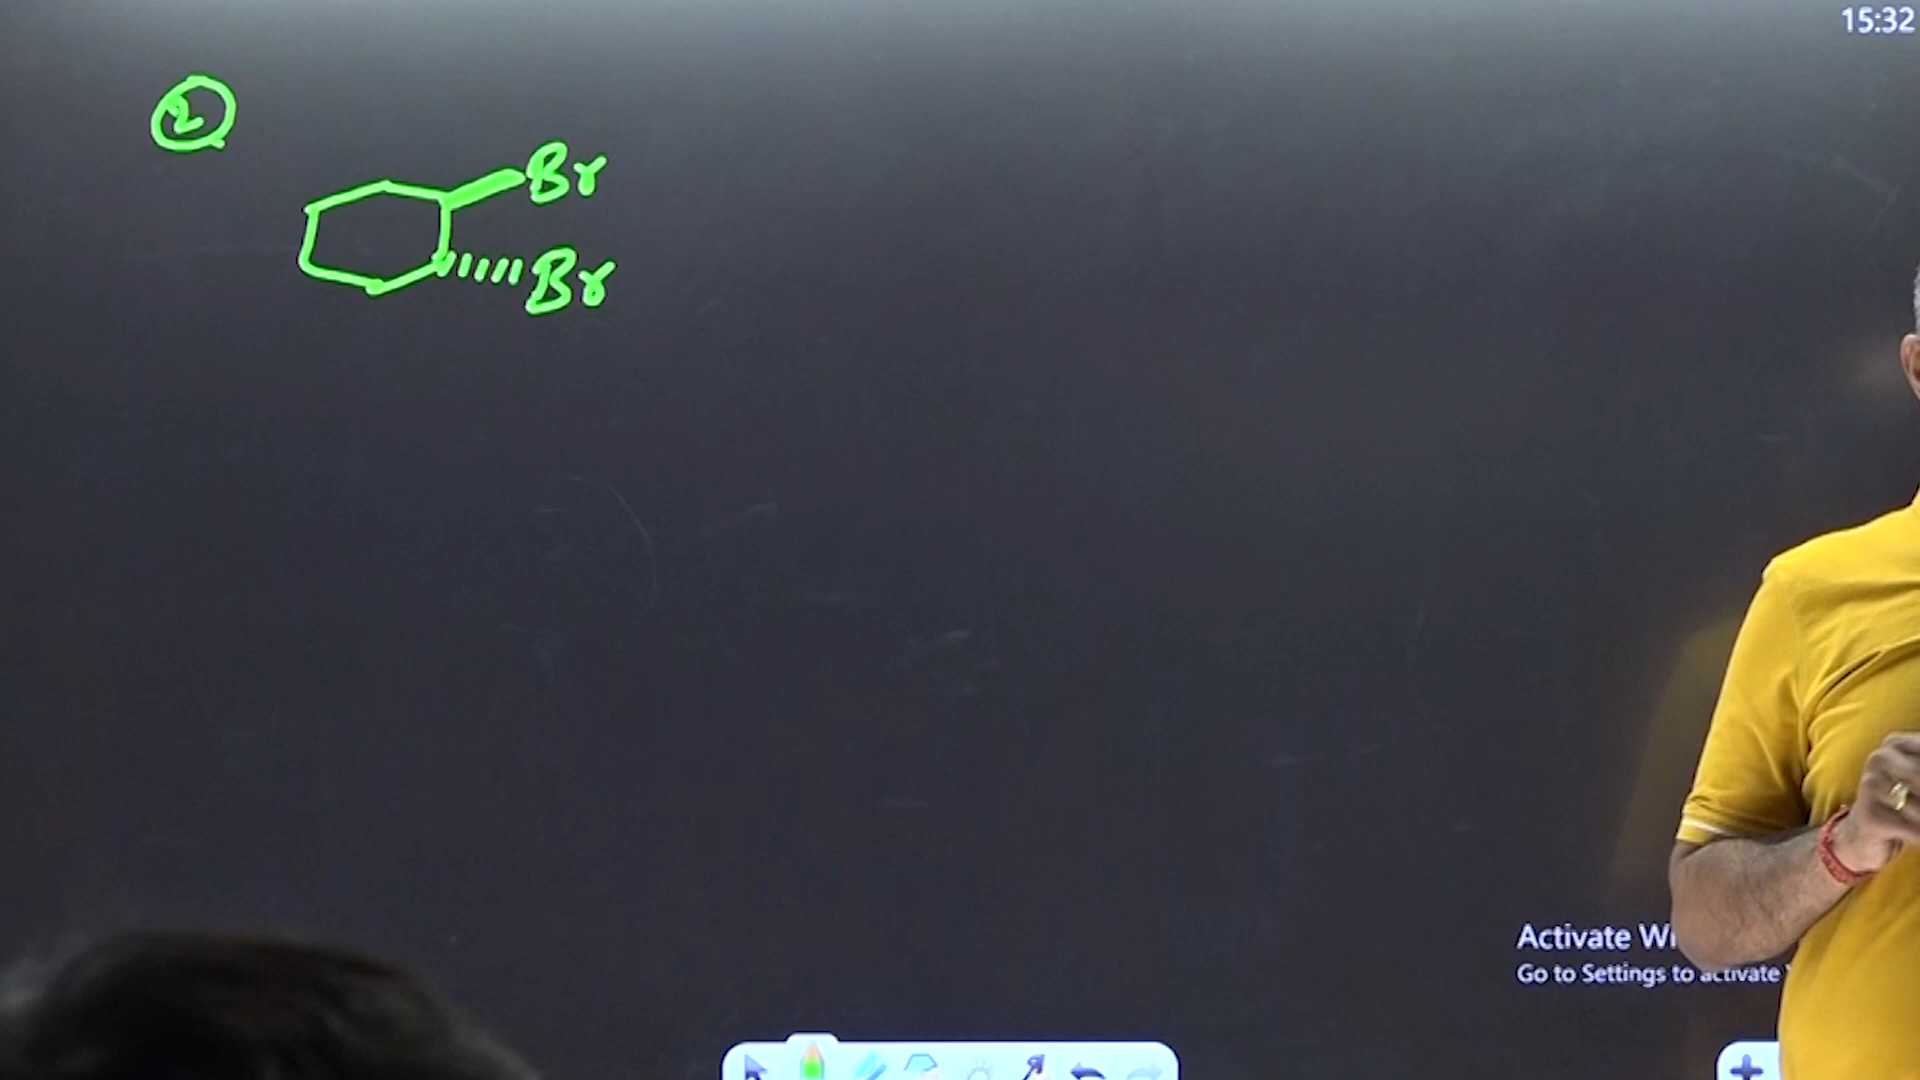 15:32
2
Br
Br
Activate Wi
Go to Settings to activate